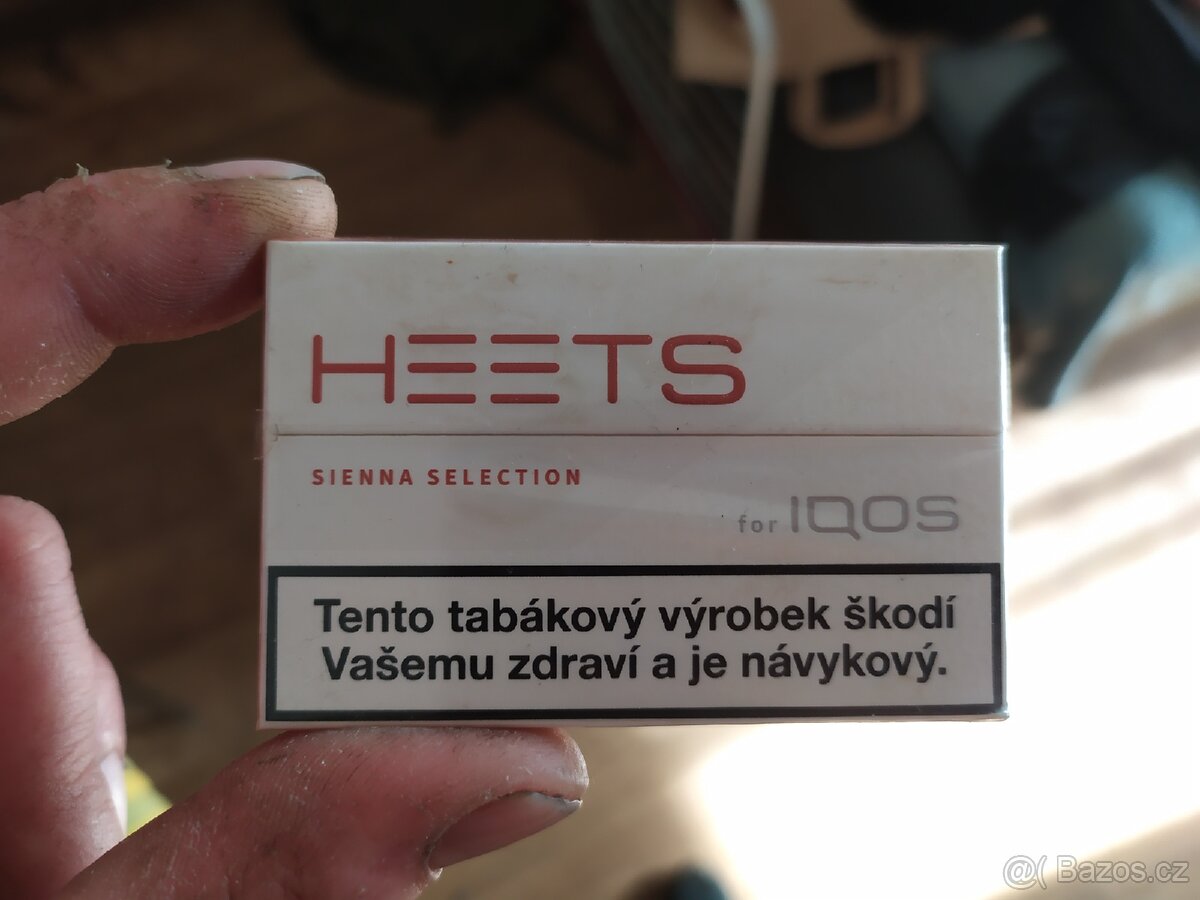 HEETS
SIENNA SELECTION
for IQOS
Tento tabákový výrobek škodí
Vašemu zdraví a je návykový.
@( Bazos.cz